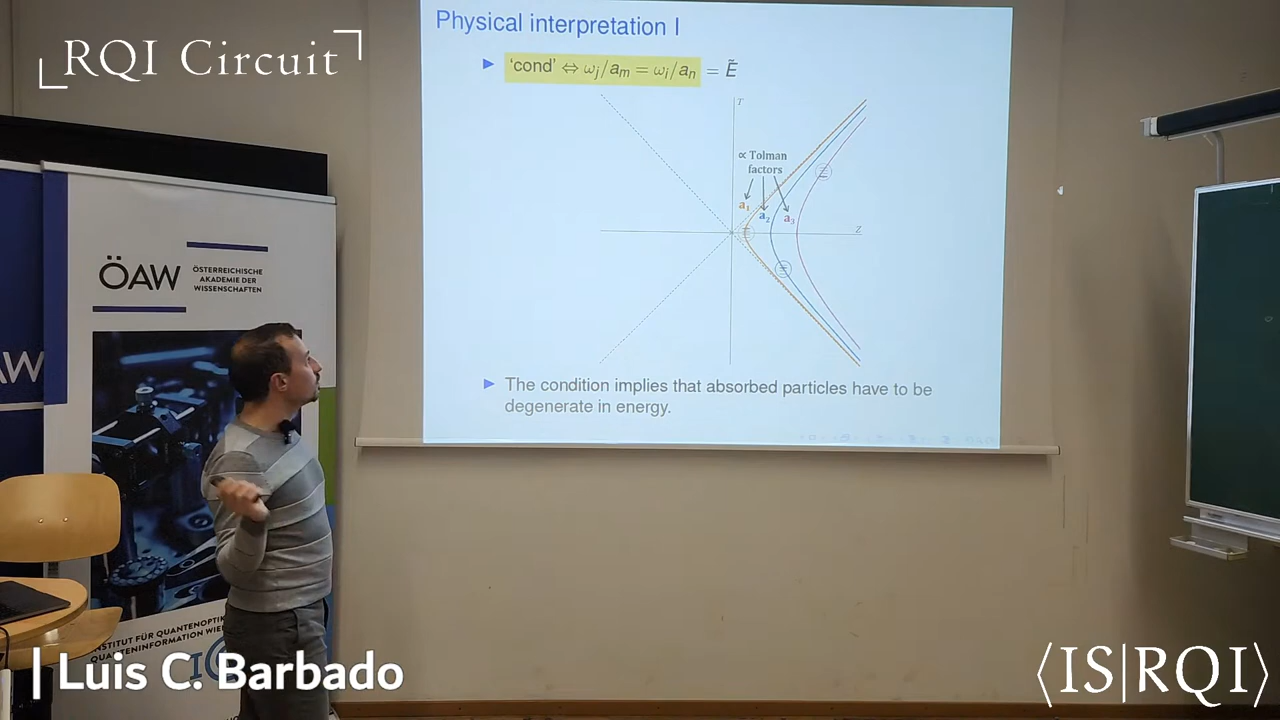 RQI Circuit
Physical interpretation I
‘cond’ ⇔ ωj/am = ωi/an = Ẽ
T
∝ Tolman
factors
a1
a2
a3
Z
The condition implies that absorbed particles have to be
degenerate in energy.
ÖAW
ÖSTERREICHISCHE
AKADEMIE DER
WISSENSCHAFTEN
AW
INSTITUT FÜR QUANTENOPTIK
QUANTENINFORMATION WIEN
Luis C. Barbado
⟨IS|RQI⟩